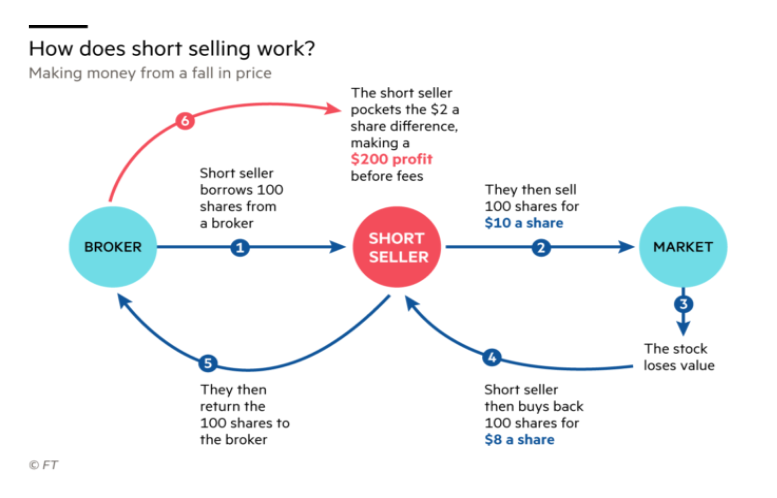 How does short selling work?
Making money from a fall in price
6
The short seller
pockets the $2 a
share difference,
making a
$200 profit
before fees
Short seller
borrows 100
shares from
a broker
They then sell
100 shares for
$10 a share
BROKER
1
SHORT
SELLER
2
MARKET
3
The stock
loses value
5
4
They then
return the
100 shares to
the broker
Short seller
then buys back
100 shares for
$8 a share
© FT